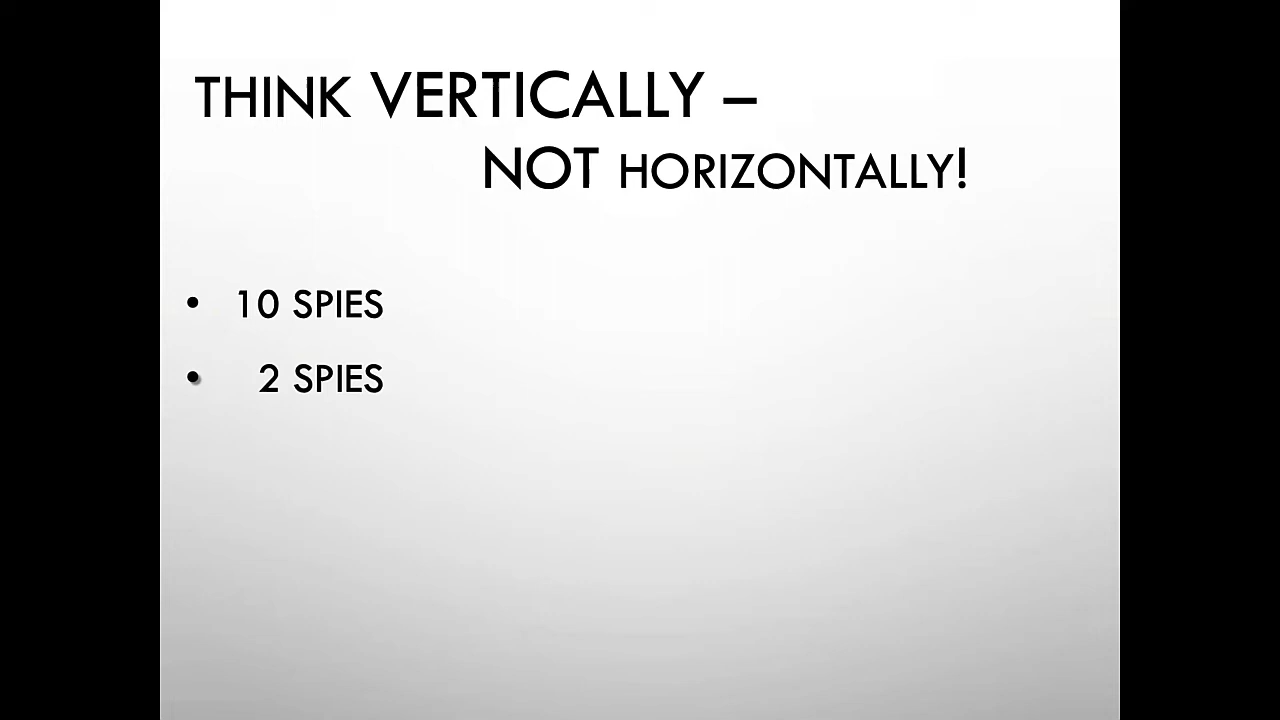 THINK VERTICALLY –
NOT HORIZONTALLY!
• 10 SPIES
• 2 SPIES